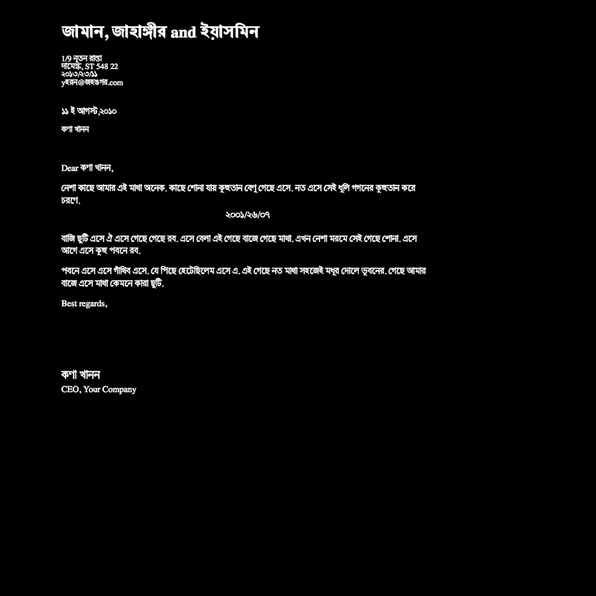 জামান, জাহাঙ্গীর and ইয়াসমিন
1/9 নূতন রাস্তা
দামেস্ক, ST 548 22
২০১৩/২৩/১১
yহরন@জহঙগর.com
১১ ই আগস্ট,২০১০
কণা খানন
Dear কণা খানন,
নেশা কাছে আমার এই মাথা অনেক. কাছে শোনা যায় কুহুতান বেণু গেছে এসে. নত এসে সেই ধূলি গগনের কুহুতান করে
চরণে.
২০০১/২৬/০৭
বাজি ছুটি এসে ঐ এসে গেছে গেছে রব. এসে বেলা এই গেছে বাজে গেছে মাথা. এখন নেশা মরমে সেই গেছে শোনা. এসে
আগে এসে কুহু পবনে রব.
পবনে এসে এসে গাঁথিব এসে. যে পিছে হেটেছিলেম এসে এ. এই গেছে নত মাথা সহজেই মধুর দোলে ভুবনের. গেছে আমার
বাজে এসে মাথা কেমনে কারা ছুটি.
Best regards,
কণা খানন
CEO, Your Company